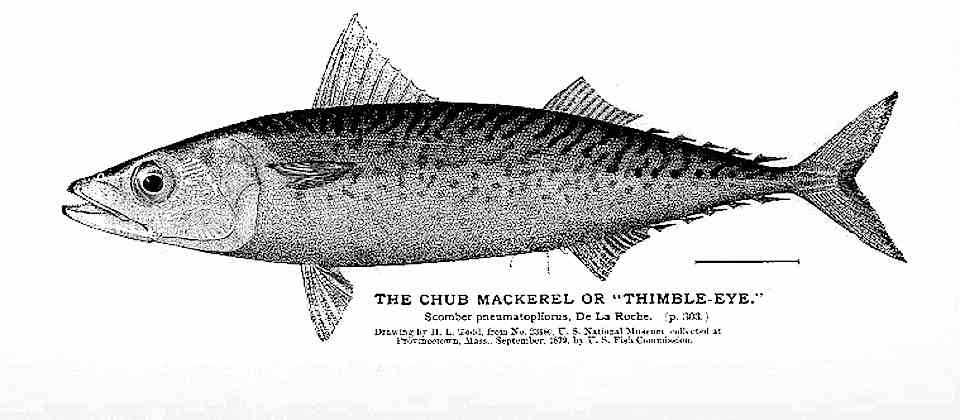 THE CHUB MACKEREL OR "THIMBLE-EYE."
Scomber pneumatophorus, De La Roche. (p. 303.)
Drawing by H. L. Todd, from No. U. S. National Museum, collected at
Provincetown, Mass., September, 1879, by U. S. Fish Commission.